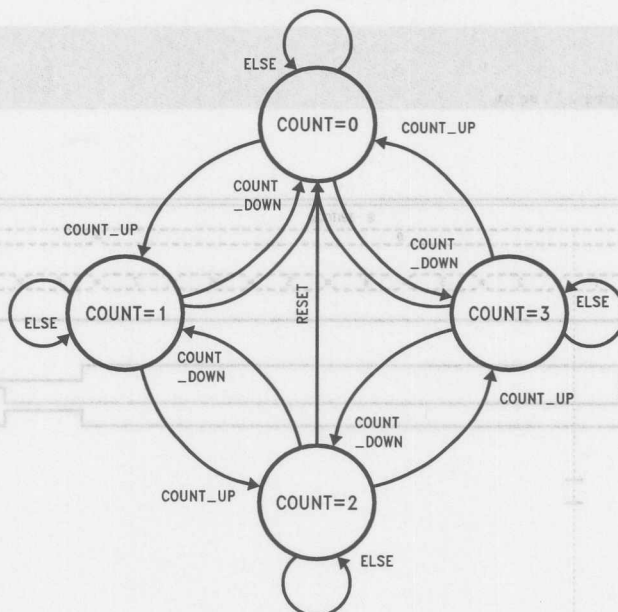 ELSE
COUNT=0
COUNT_UP
COUNT
_DOWN
COUNT_UP
COUNT
_DOWN
ELSE
COUNT=1
RESET
COUNT=3
ELSE
COUNT
_DOWN
COUNT
_DOWN
COUNT_UP
COUNT_UP
COUNT=2
ELSE